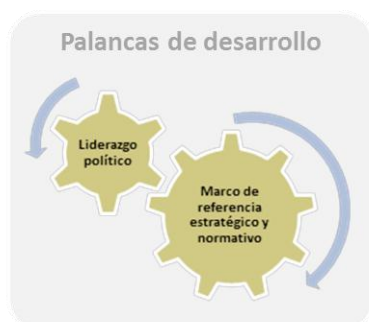 Palancas de desarrollo
Liderazgo
político
Marco de
referencia
estratégico y
normativo